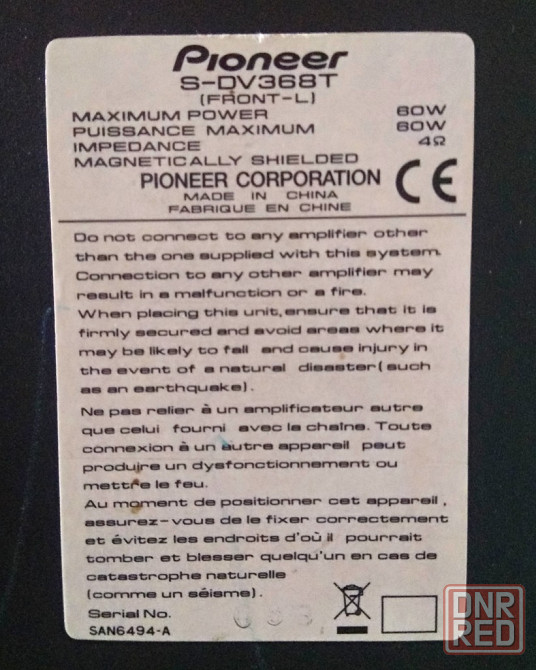 Pioneer
S-DV368T
(FRONT-L)
MAXIMUM POWER 60W
PUISSANCE MAXIMUM 60W
IMPEDANCE 4Ω
MAGNETICALLY SHIELDED
PIONEER CORPORATION CE
MADE IN CHINA
FABRIQUE EN CHINE
Do not connect to any amplifier other
than the one supplied with this system.
Connection to any other amplifier may
result in a malfunction or a fire.
When placing this unit,ensure that it is
firmly secured and avoid areas where it
may be likely to fall and cause injury in
the event of a natural disaster(such
as an earthquake).
Ne pas relier à un amplificateur autre
que celui fourni avec la chaîne. Toute
connexion à un autre appareil peut
produire un dysfonctionnement ou
mettre le feu.
Au moment de positionner cet appareil,
assurez-vous de le fixer correctement
et évitez les endroits d'où il pourrait
tomber et blesser quelqu'un en cas de
catastrophe naturelle
(comme un séisme).
Serial No.
SAN6494-A
DNR
RED